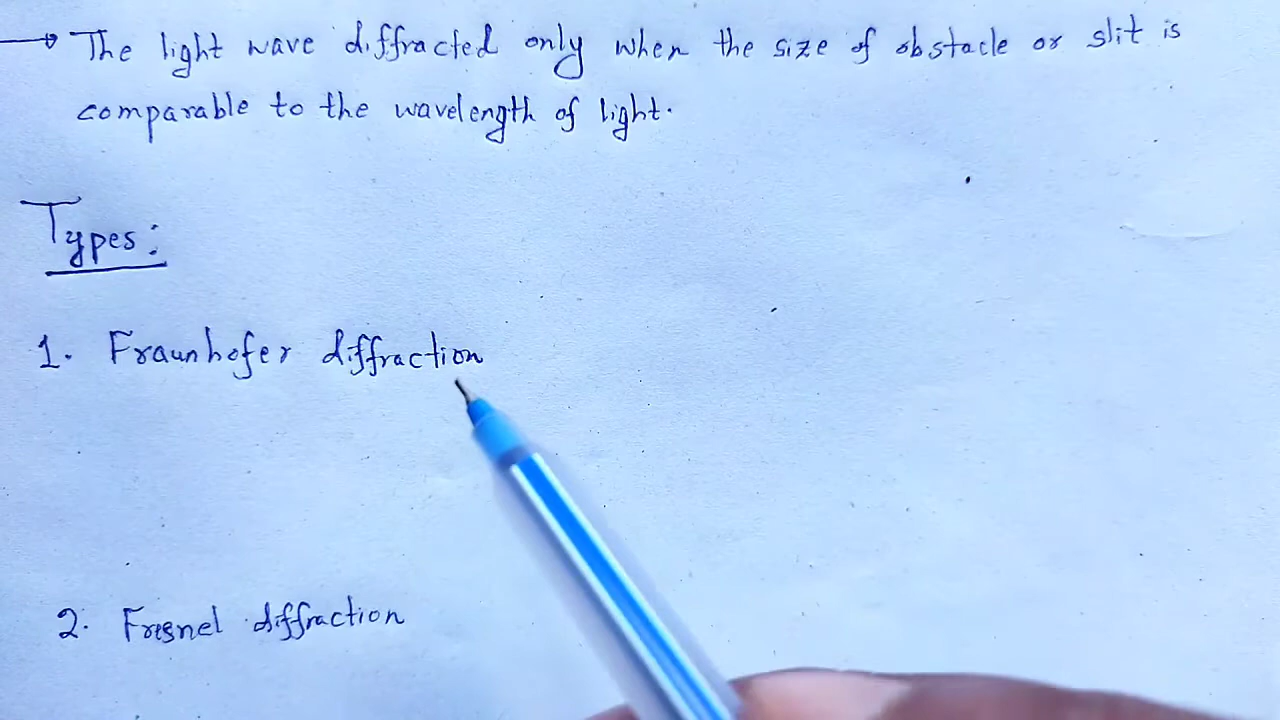 → The light wave diffracted only when the size of obstacle or slit is
comparable to the wavelength of light.
Types:
1. Fraunhofer diffraction
2. Fresnel diffraction